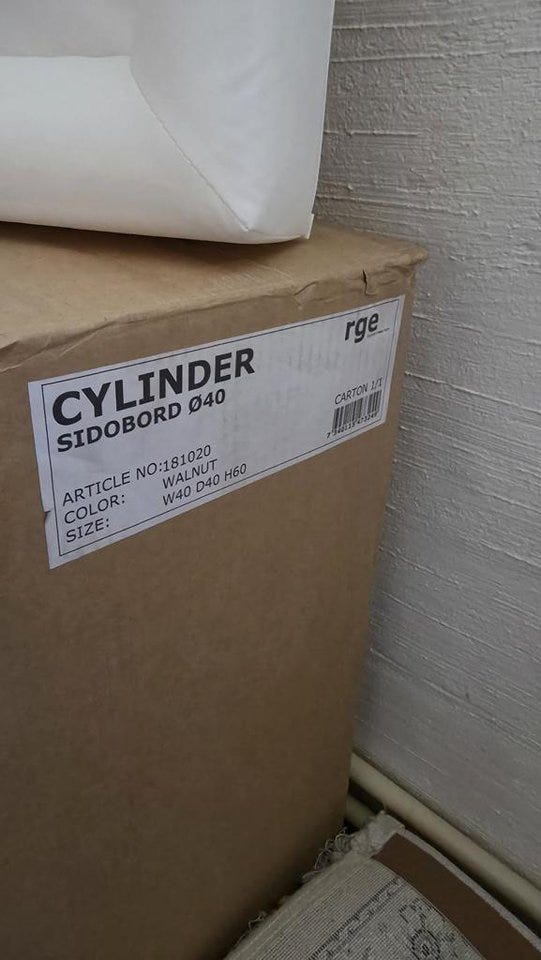 rge
CYLINDER
SIDOBORD Ø40
CARTON 1/1
ARTICLE NO:181020
COLOR: WALNUT
SIZE: W40 D40 H60